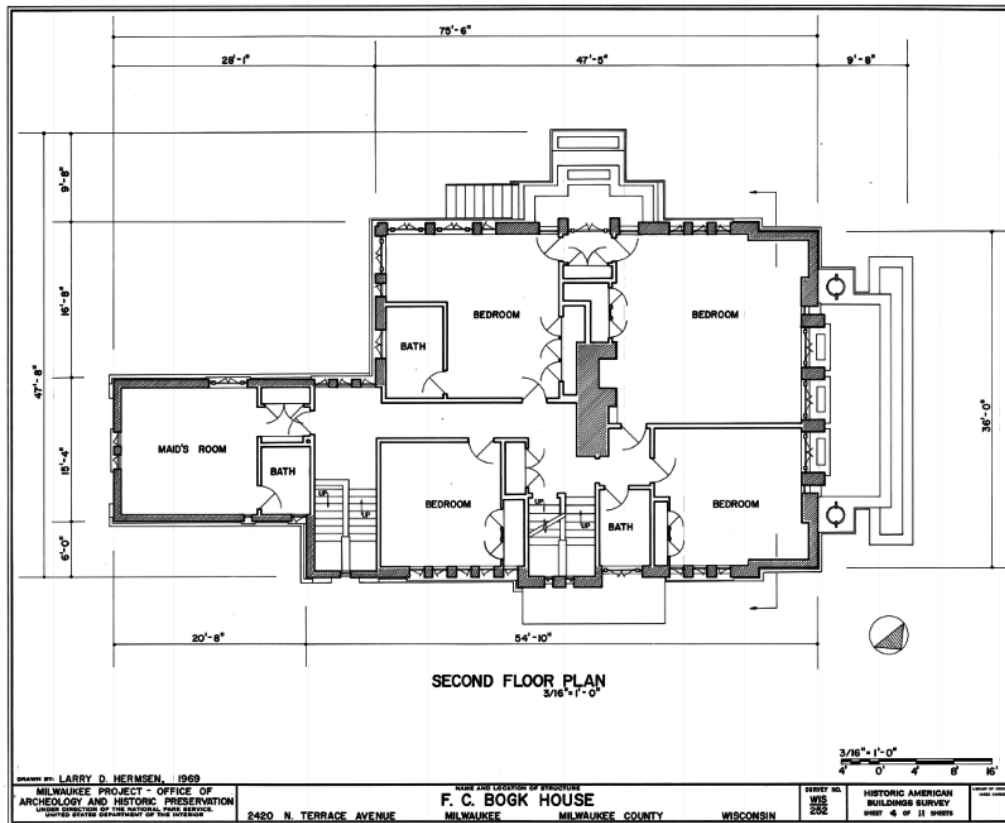 75'-6"
28'-1"
47'-5"
9'-8"
9'-8"
16'-8"
47'-8"
15'-4"
6'-0"
36'-0"
BEDROOM
BEDROOM
BATH
MAID'S ROOM
BATH
BEDROOM
BATH
BEDROOM
UP
UP
UP
20'-8"
54'-10"
SECOND FLOOR PLAN
3/16"=1'-0"
3/16"=1'-0"
4' 0' 4' 8' 16'
DRAWN BY: LARRY D. HERMSEN, 1969
MILWAUKEE PROJECT - OFFICE OF
ARCHEOLOGY AND HISTORIC PRESERVATION
UNDER DIRECTION OF THE NATIONAL PARK SERVICE,
UNITED STATES DEPARTMENT OF THE INTERIOR
NAME AND LOCATION OF STRUCTURE
F. C. BOGK HOUSE
2420 N. TERRACE AVENUE MILWAUKEE MILWAUKEE COUNTY WISCONSIN
SURVEY NO.
WIS
252
HISTORIC AMERICAN
BUILDINGS SURVEY
SHEET 4 OF 11 SHEETS